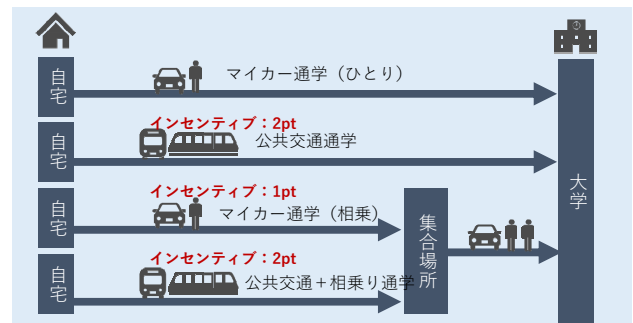 自宅
マイカー通学（ひとり）
インセンティブ：2pt
自宅
公共交通通学
大学
インセンティブ：1pt
自宅
マイカー通学（相乗）
集合場所
インセンティブ：2pt
自宅
公共交通＋相乗り通学